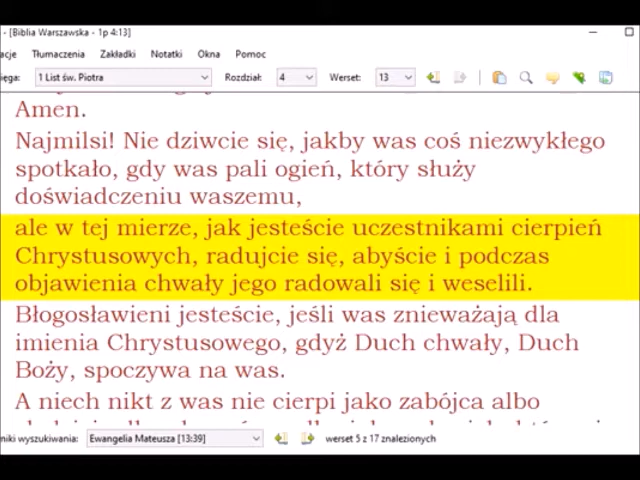 - [Biblia Warszawska - 1p 4:13]
acje Tłumaczenia Zakładki Notatki Okna Pomoc
ięga: 1 List św. Piotra Rozdział: 4 Werset: 13
Amen.
Najmilsi! Nie dziwcie się, jakby was coś niezwykłego
spotkało, gdy was pali ogień, który służy
doświadczeniu waszemu,
ale w tej mierze, jak jesteście uczestnikami cierpień
Chrystusowych, radujcie się, abyście i podczas
objawienia chwały jego radowali się i weselili.
Błogosławieni jesteście, jeśli was znieważają dla
imienia Chrystusowego, gdyż Duch chwały, Duch
Boży, spoczywa na was.
A niech nikt z was nie cierpi jako zabójca albo
niki wyszukiwania: Ewangelia Mateusza [13:39] werset 5 z 17 znalezionych